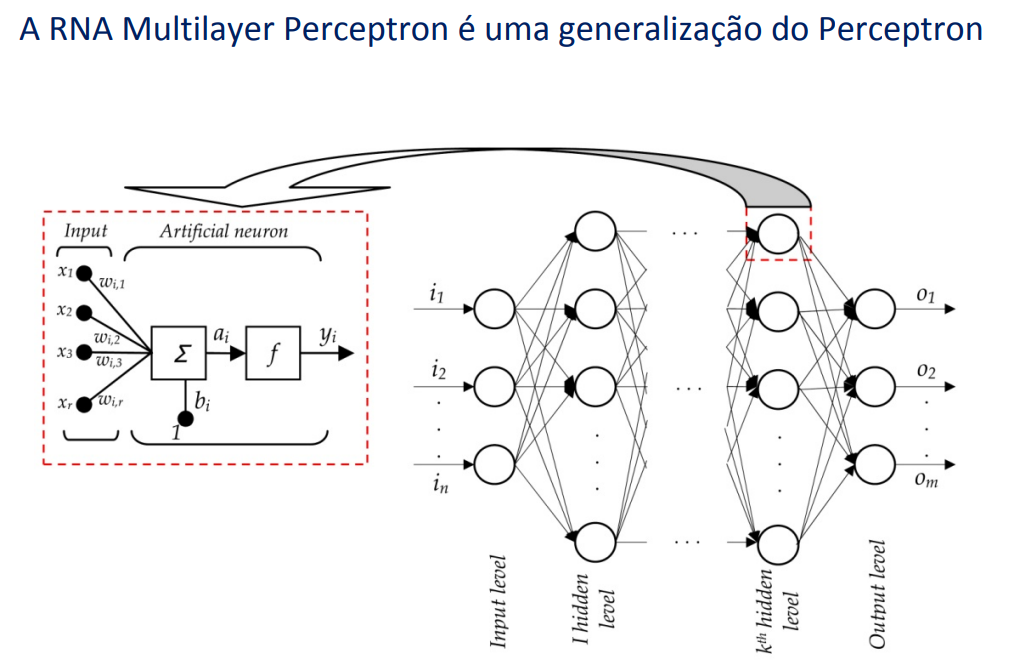 A RNA Multilayer Perceptron é uma generalização do Perceptron
Input
Artificial neuron
x1
wi,1
x2
wi,2
x3
wi,3
xr
wi,r
Σ
ai
f
yi
bi
1
i1
i2
.
.
.
in
. . .
. . .
. . .
.
.
.
.
.
.
o1
o2
.
.
.
om
Input level
I hidden
level
kth hidden
level
Output level